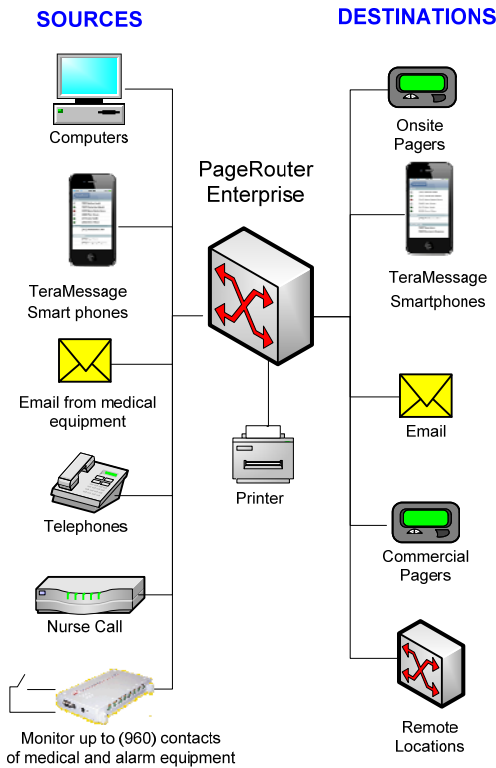 SOURCES
DESTINATIONS
Computers
Onsite
Pagers
PageRouter
Enterprise
TeraMessage
Smart phones
TeraMessage
Smartphones
Email from medical
equipment
Email
Printer
Telephones
Commercial
Pagers
Nurse Call
Remote
Locations
Monitor up to (960) contacts
of medical and alarm equipment